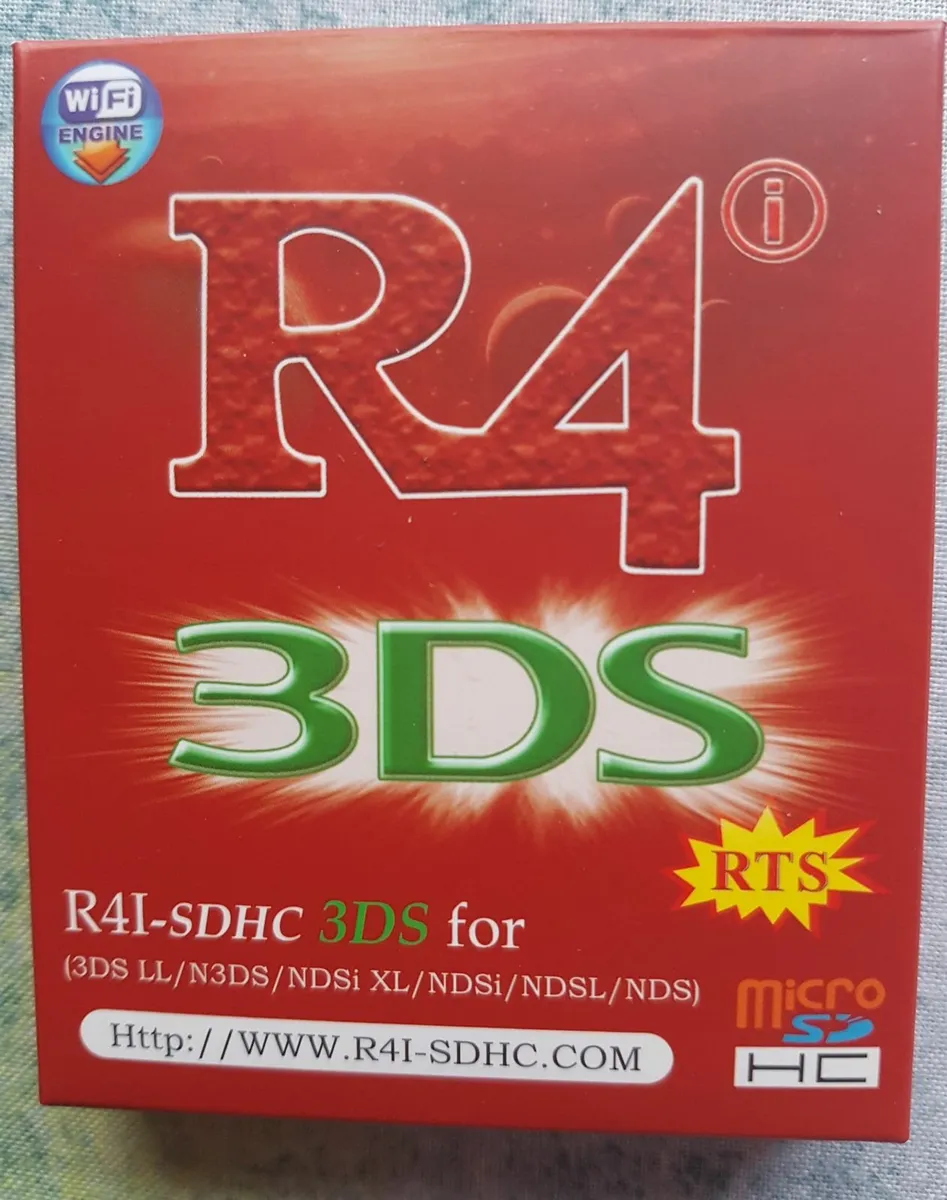 WiFi
ENGINE
R4 i
3DS
RTS
R4I-SDHC 3DS for
(3DS LL/N3DS/NDSi XL/NDSi/NDSL/NDS)
Http://WWW.R4I-SDHC.COM
micro
SD
HC